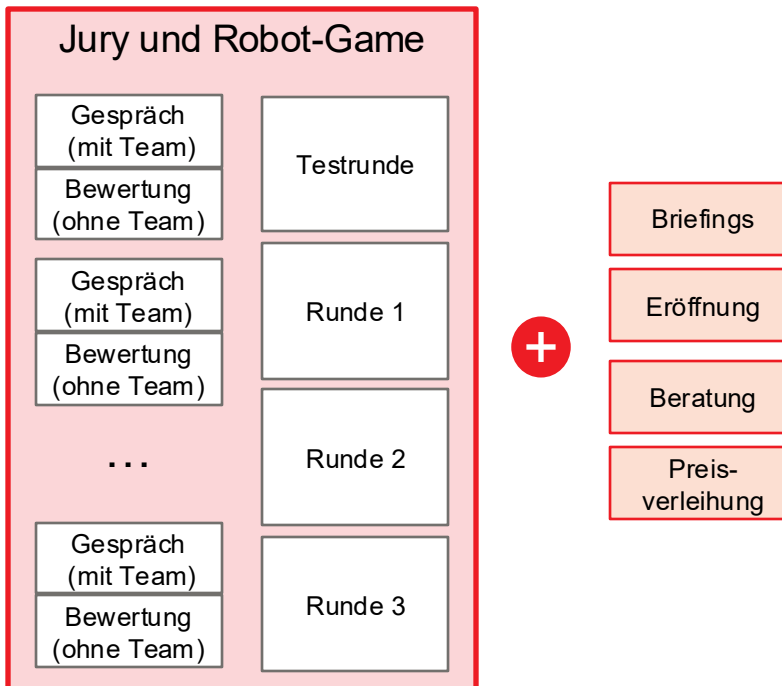 Jury und Robot-Game
Gespräch
(mit Team)
Bewertung
(ohne Team)
Gespräch
(mit Team)
Bewertung
(ohne Team)
...
Gespräch
(mit Team)
Bewertung
(ohne Team)
Testrunde
Runde 1
Runde 2
Runde 3
+
Briefings
Eröffnung
Beratung
Preis-
verleihung